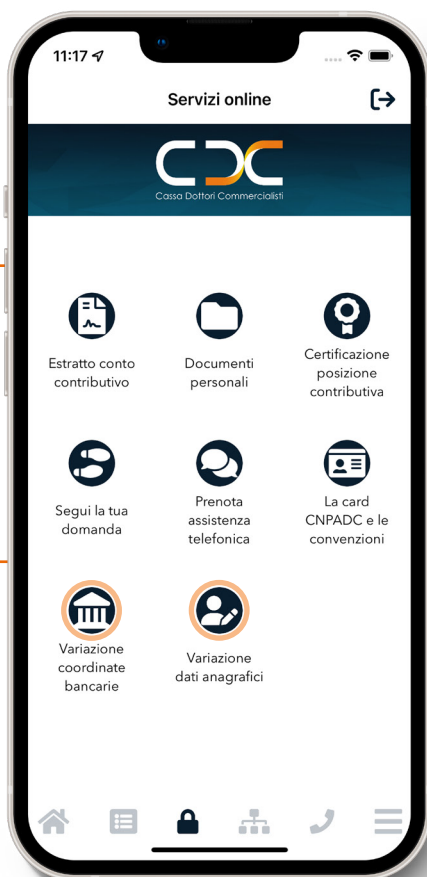 11:17
Servizi online
CDC
Cassa Dottori Commercialisti
Estratto conto
contributivo
Documenti
personali
Certificazione
posizione
contributiva
Segui la tua
domanda
Prenota
assistenza
telefonica
La card
CNPADC e le
convenzioni
Variazione
coordinate
bancarie
Variazione
dati anagrafici